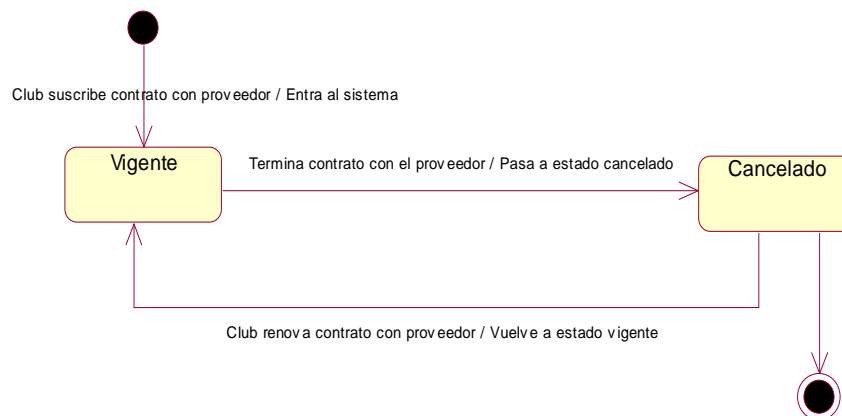 Club suscribe contrato con proveedor / Entra al sistema
Vigente
Termina contrato con el proveedor / Pasa a estado cancelado
Cancelado
Club renova contrato con proveedor / Vuelve a estado vigente